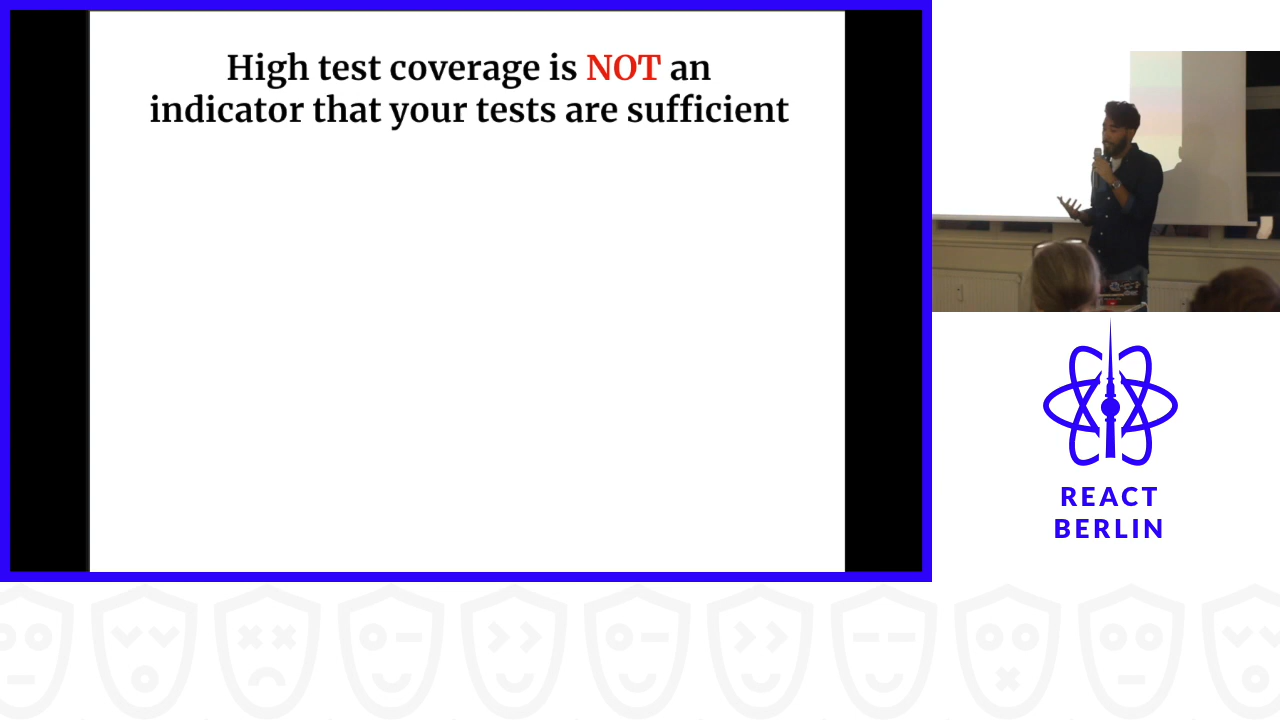 High test coverage is NOT an
indicator that your tests are sufficient
REACT
BERLIN